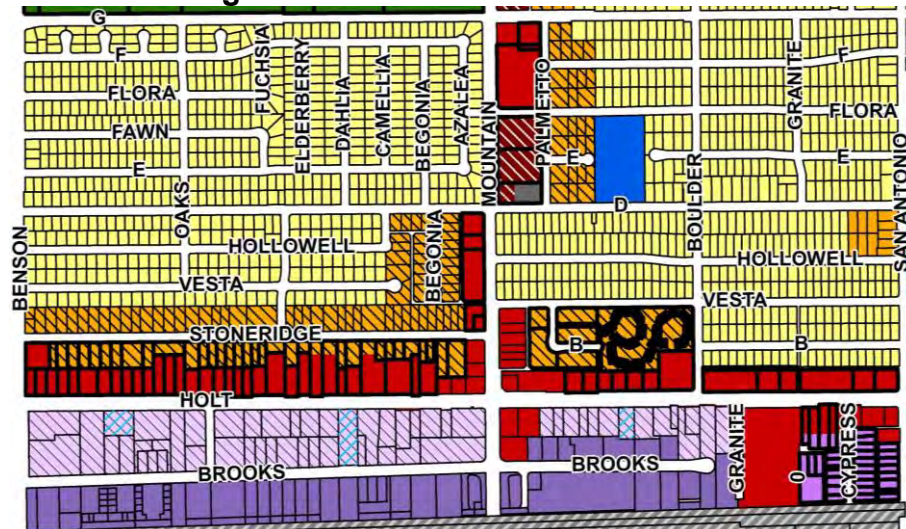 G
F
FLORA
FAWN
E
OAKS
FUCHSIA
ELDERBERRY
DAHLIA
CAMELLIA
BEGONIA
AZALEA
MOUNTAIN
PALMETTO
F
GRANITE
FLORA
E
E
BOULDER
D
SAN ANTONIO
BENSON
HOLLOWELL
BEGONIA
HOLLOWELL
VESTA
VESTA
STONERIDGE
B
B
HOLT
BROOKS
BROOKS
GRANITE
0
CYPRESS